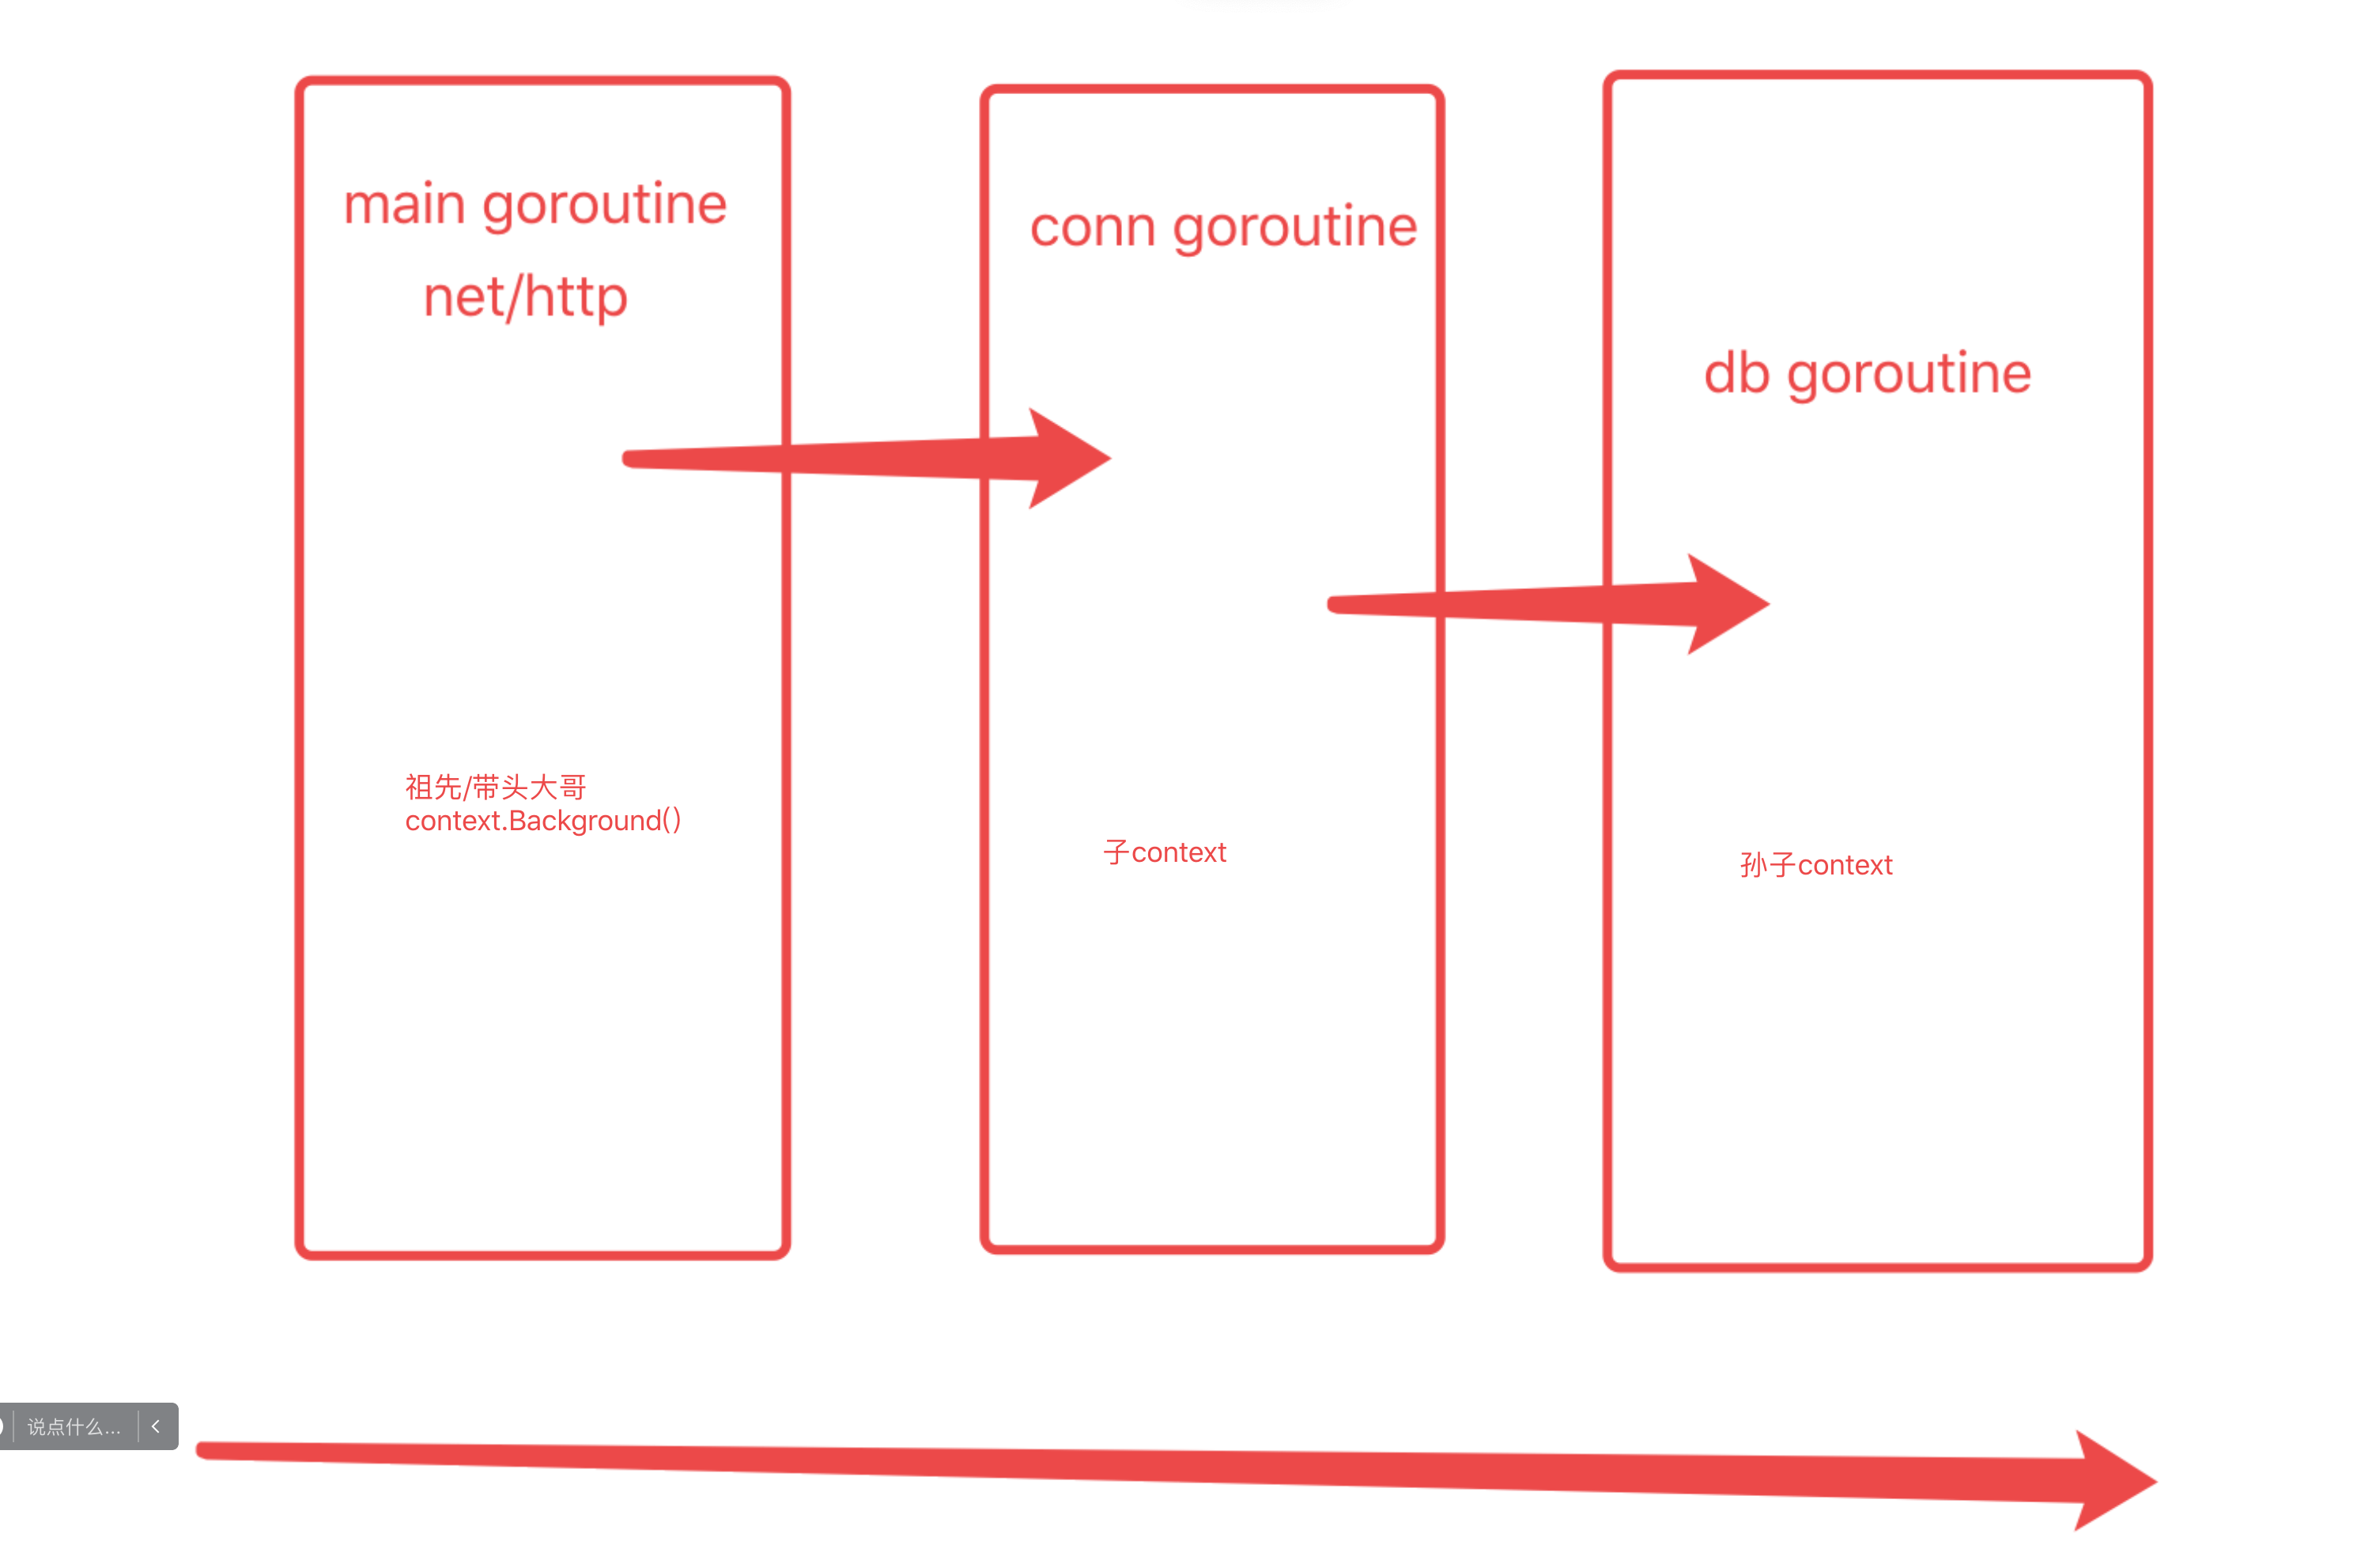 main goroutine
net/http
conn goroutine
db goroutine
祖先/带头大哥
context.Background()
子context
孙子context
说点什么...